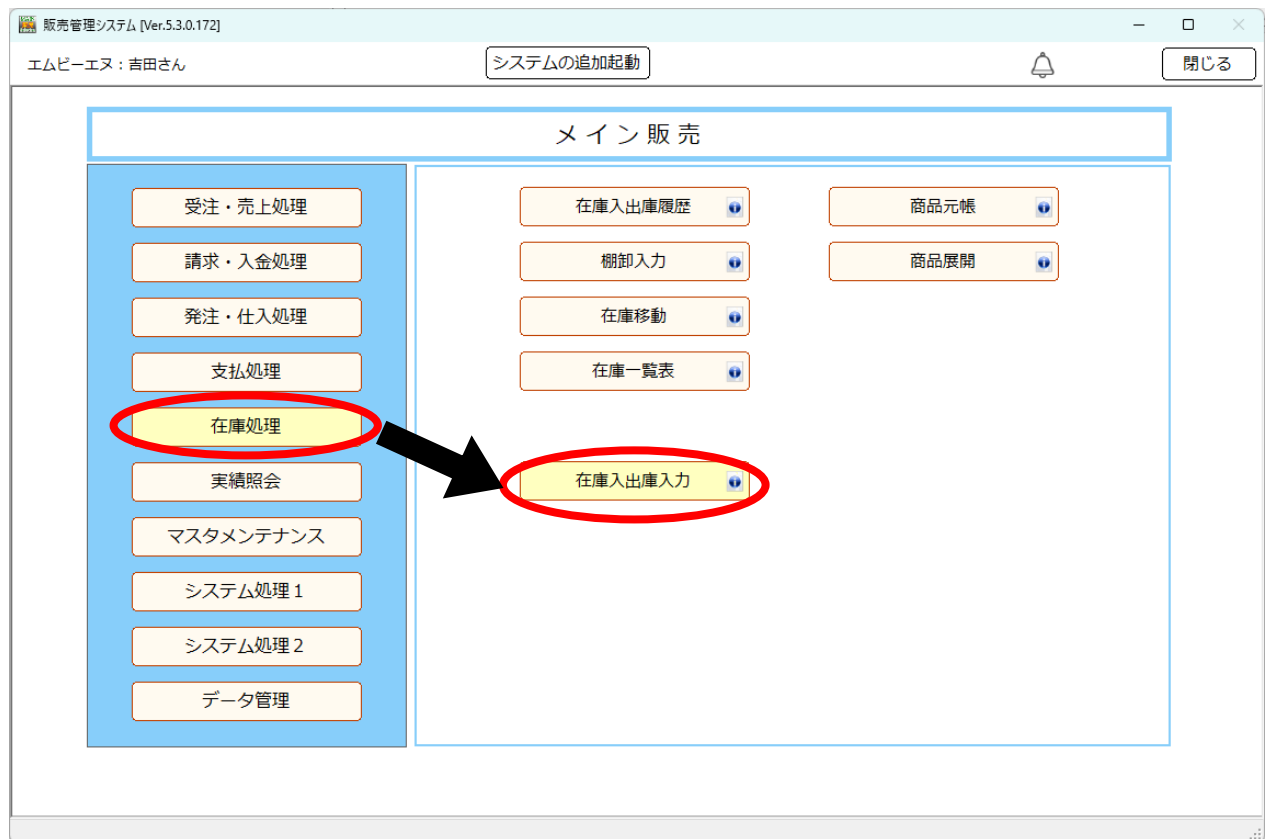 販売管理システム [Ver.5.3.0.172]
エムビーエヌ：吉田さん
システムの追加起動
閉じる
メイン販売
受注・売上処理
請求・入金処理
発注・仕入処理
支払処理
在庫処理
実績照会
マスタメンテナンス
システム処理１
システム処理２
データ管理
在庫入出庫履歴
棚卸入力
在庫移動
在庫一覧表
在庫入出庫入力
商品元帳
商品展開